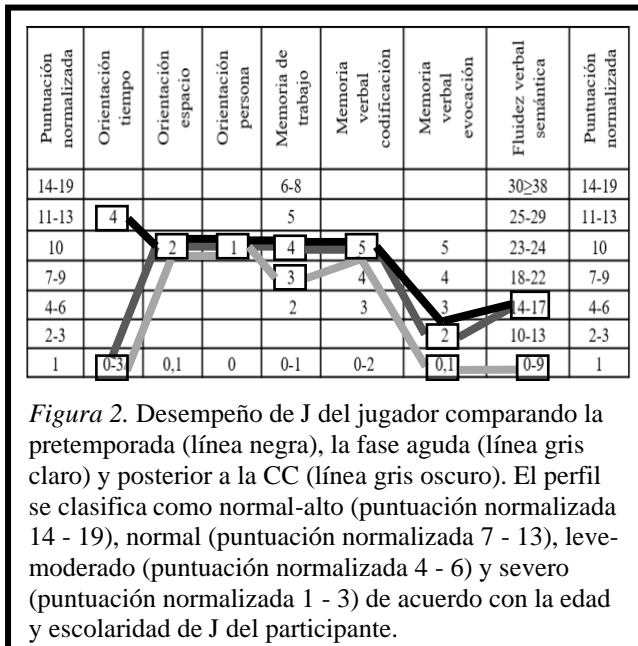 Puntuación normalizada
Orientación tiempo
Orientación espacio
Orientación persona
Memoria de trabajo
Memoria verbal codificación
Memoria verbal evocación
Fluidez verbal semántica
Puntuación normalizada
14-19 6-8 30≥38 14-19
11-13 4 5 25-29 11-13
10 2 1 4 5 5 23-24 10
7-9 3 4 4 18-22 7-9
4-6 2 3 3 14-17 4-6
2-3 2 10-13 2-3
1 0-3 0,1 0 0-1 0-2 0,1 0-9 1
Figura 2. Desempeño de J del jugador comparando la
pretemporada (línea negra), la fase aguda (línea gris
claro) y posterior a la CC (línea gris oscuro). El perfil
se clasifica como normal-alto (puntuación normalizada
14 - 19), normal (puntuación normalizada 7 - 13), leve-
moderado (puntuación normalizada 4 - 6) y severo
(puntuación normalizada 1 - 3) de acuerdo con la edad
y escolaridad de J del participante.